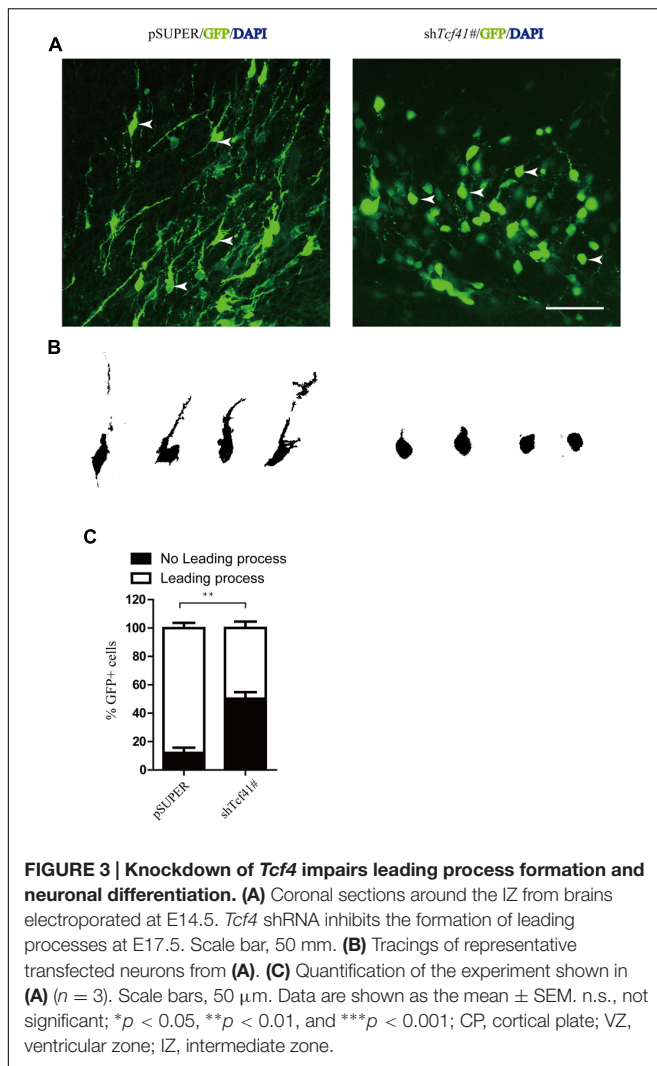 pSUPER/GFP/DAPI
shTcf41#/GFP/DAPI
A
B
C
No Leading process
Leading process
**
120
100
80
60
40
20
0
% GFP+ cells
pSUPER
shTcf41#
FIGURE 3 | Knockdown of Tcf4 impairs leading process formation and
neuronal differentiation. (A) Coronal sections around the IZ from brains
electroporated at E14.5. Tcf4 shRNA inhibits the formation of leading
processes at E17.5. Scale bar, 50 mm. (B) Tracings of representative
transfected neurons from (A). (C) Quantification of the experiment shown in
(A) (n = 3). Scale bars, 50 μm. Data are shown as the mean ± SEM. n.s., not
significant; *p < 0.05, **p < 0.01, and ***p < 0.001; CP, cortical plate; VZ,
ventricular zone; IZ, intermediate zone.